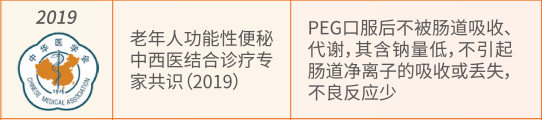 2019
中华医学会
CHINESE MEDICAL ASSOCIATION
1915
老年人功能性便秘
中西医结合诊疗专
家共识（2019）
PEG口服后不被肠道吸收、
代谢，其含钠量低，不引起
肠道净离子的吸收或丢失，
不良反应少